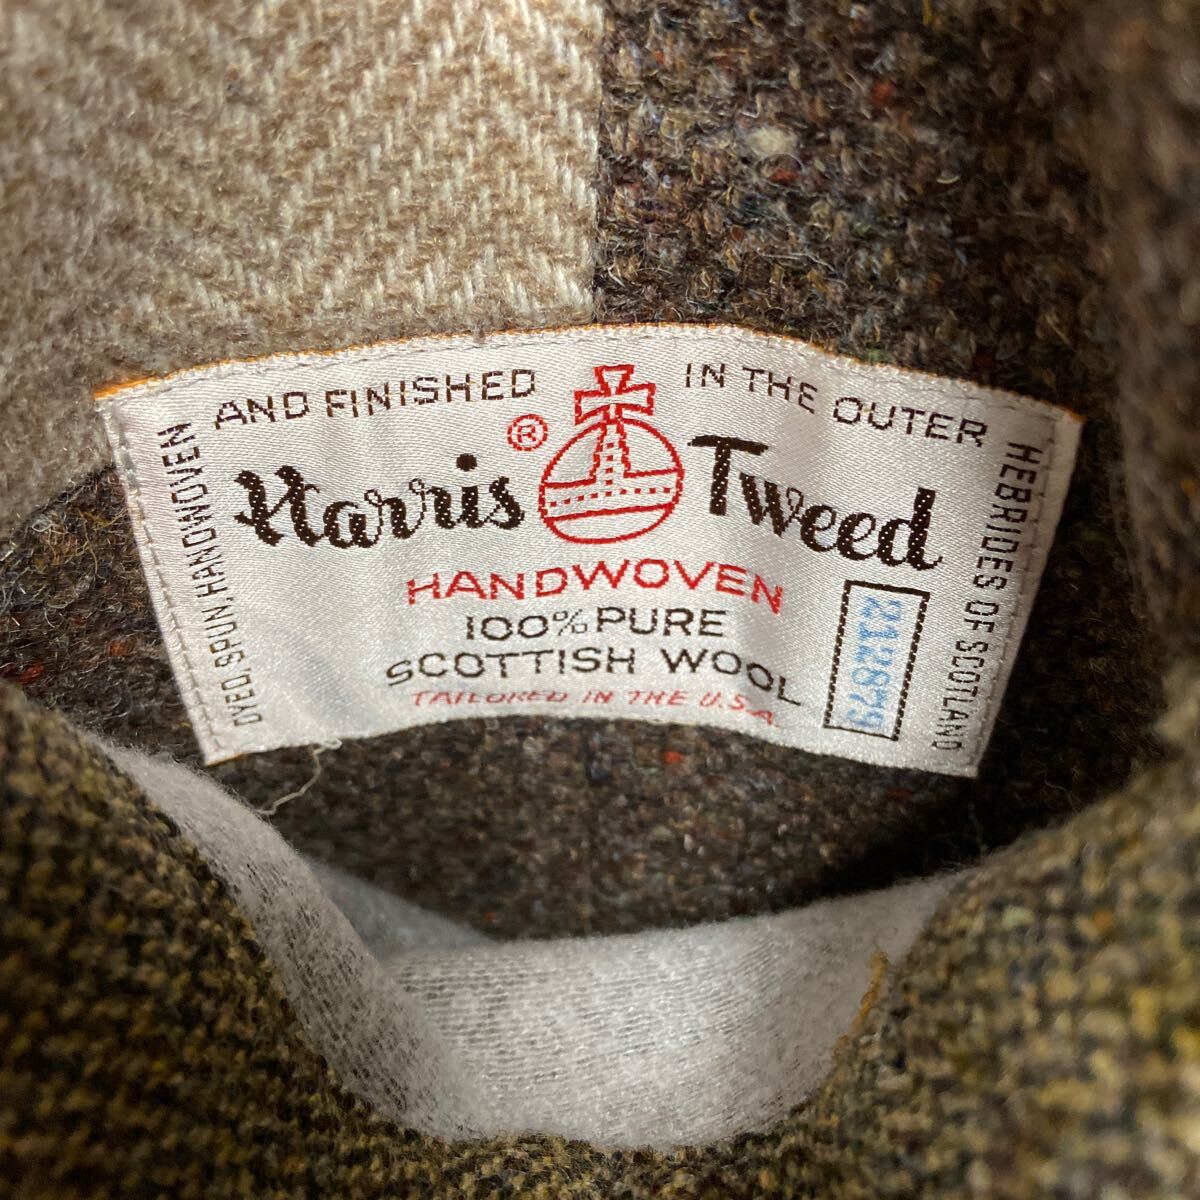 DYED, SPUN, HANDWOVEN
AND FINISHED
IN THE OUTER
HEBRIDES OF SCOTLAND
Harris ® Tweed
HANDWOVEN
100% PURE
SCOTTISH WOOL
TAILORED IN THE U.S.A
212879